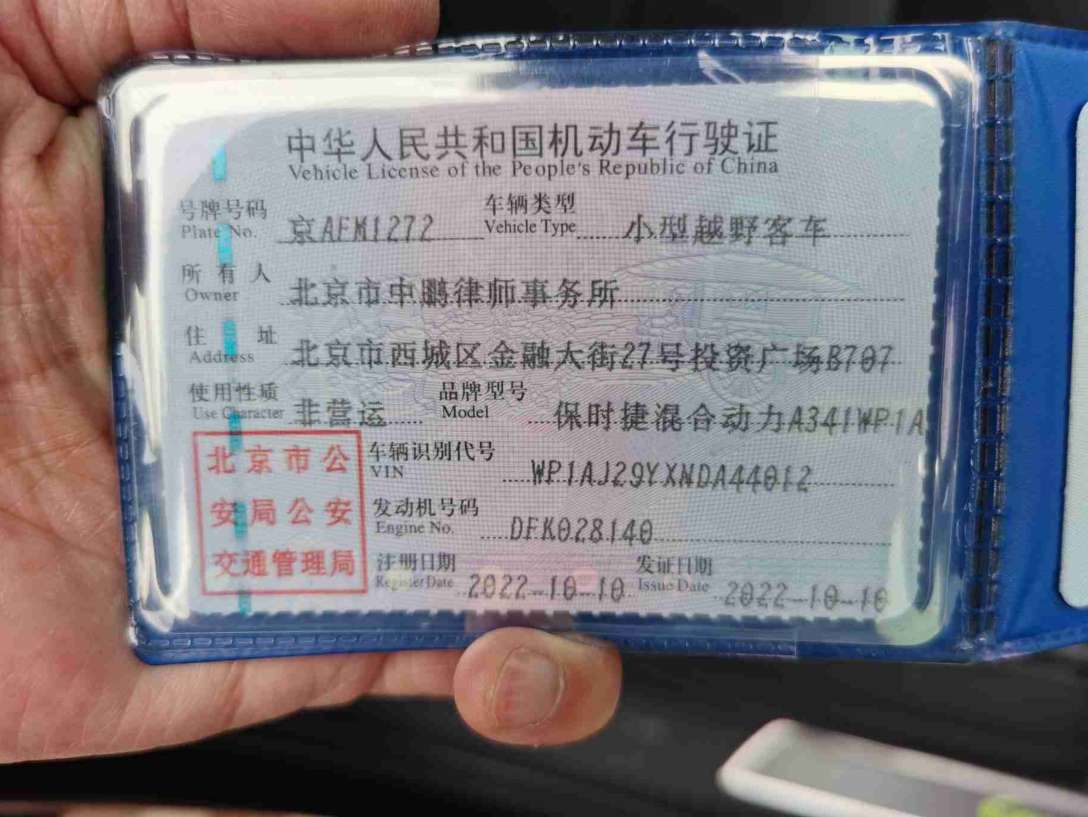 中华人民共和国机动车行驶证
Vehicle License of the People's Republic of China
号牌号码 京AFM1272 车辆类型 小型越野客车
Plate No. Vehicle Type
所有人 北京市中鹏律师事务所
Owner
住址 北京市西城区金融大街27号投资广场B707
Address
使用性质 非营运 品牌型号 保时捷混合动力A341WP1A
Use Character Model
北京市公
安局公安
交通管理局
车辆识别代号 WP1AJ29YXNDA44012
VIN
发动机号码 DFK028140
Engine No.
注册日期 2022-10-10 发证日期 2022-10-10
Register Date Issue Date